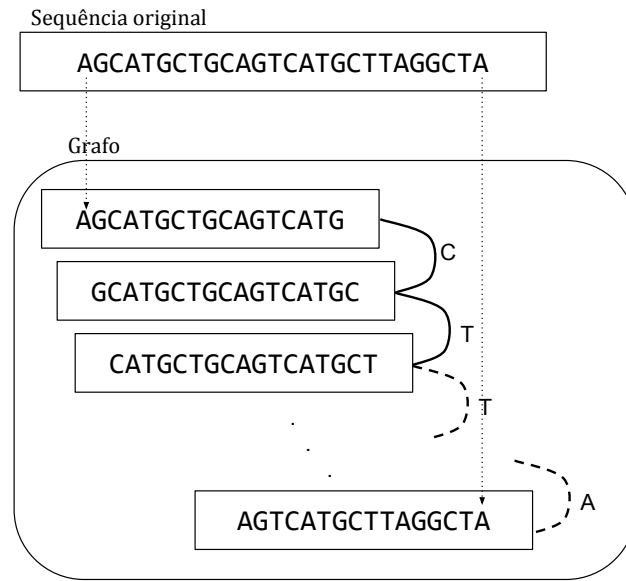 Sequência original
AGCATGCTGCAGTCATGCTTAGGCTA
Grafo
AGCATGCTGCAGTCATG
C
GCATGCTGCAGTCATGC
T
CATGCTGCAGTCATGCT
T
AGTCATGCTTAGGCTA
A